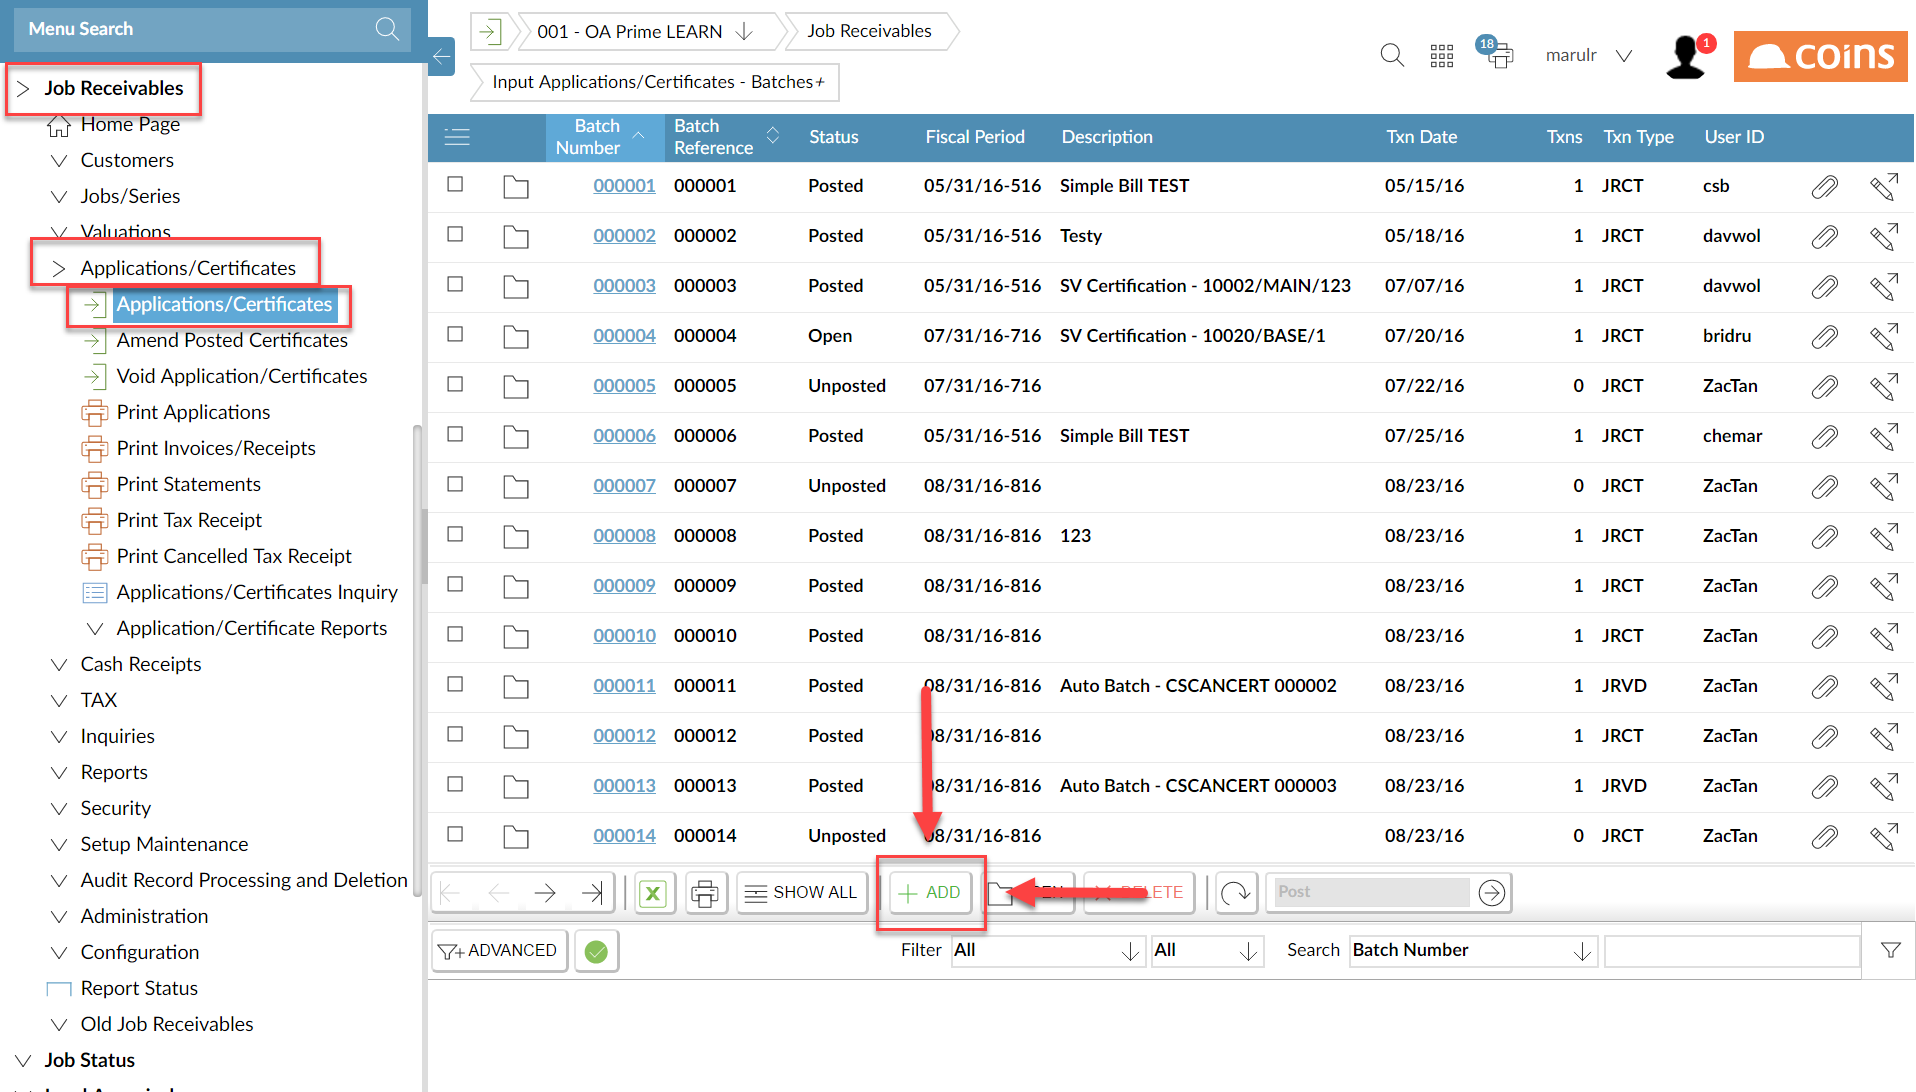 Menu Search
001 - OA Prime LEARN
Job Receivables
Input Applications/Certificates - Batches+
18
marulr
1
coins
Job Receivables
Home Page
Customers
Jobs/Series
Valuations
Applications/Certificates
Applications/Certificates
Amend Posted Certificates
Void Application/Certificates
Print Applications
Print Invoices/Receipts
Print Statements
Print Tax Receipt
Print Cancelled Tax Receipt
Applications/Certificates Inquiry
Application/Certificate Reports
Cash Receipts
TAX
Inquiries
Reports
Security
Setup Maintenance
Audit Record Processing and Deletion
Administration
Configuration
Report Status
Old Job Receivables
Job Status
Batch Number Batch Reference Status Fiscal Period Description Txn Date Txns Txn Type User ID
000001 000001 Posted 05/31/16-516 Simple Bill TEST 05/15/16 1 JRCT csb
000002 000002 Posted 05/31/16-516 Testy 05/18/16 1 JRCT davwol
000003 000003 Posted 05/31/16-516 SV Certification - 10002/MAIN/123 07/07/16 1 JRCT davwol
000004 000004 Open 07/31/16-716 SV Certification - 10020/BASE/1 07/20/16 1 JRCT bridru
000005 000005 Unposted 07/31/16-716 07/22/16 0 JRCT ZacTan
000006 000006 Posted 05/31/16-516 Simple Bill TEST 07/25/16 1 JRCT chemar
000007 000007 Unposted 08/31/16-816 08/23/16 0 JRCT ZacTan
000008 000008 Posted 08/31/16-816 123 08/23/16 1 JRCT ZacTan
000009 000009 Posted 08/31/16-816 08/23/16 1 JRCT ZacTan
000010 000010 Posted 08/31/16-816 08/23/16 1 JRCT ZacTan
000011 000011 Posted 08/31/16-816 Auto Batch - CSCANCERT 000002 08/23/16 1 JRVD ZacTan
000012 000012 Posted 08/31/16-816 08/23/16 1 JRCT ZacTan
000013 000013 Posted 08/31/16-816 Auto Batch - CSCANCERT 000003 08/23/16 1 JRVD ZacTan
000014 000014 Unposted 08/31/16-816 08/23/16 0 JRCT ZacTan
SHOW ALL ADD Post
ADVANCED Filter All All Search Batch Number